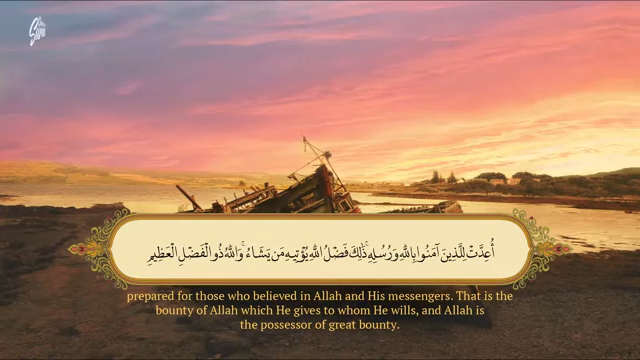 أُعِدَّتْ لِلَّذِينَ آمَنُوا بِاللَّهِ وَرُسُلِهِ ۚ ذَٰلِكَ فَضْلُ اللَّهِ يُؤْتِيهِ مَن يَشَاءُ ۚ وَاللَّهُ ذُو الْفَضْلِ الْعَظِيمِ
prepared for those who believed in Allah and His messengers. That is the
bounty of Allah which He gives to whom He wills, and Allah is
the possessor of great bounty.